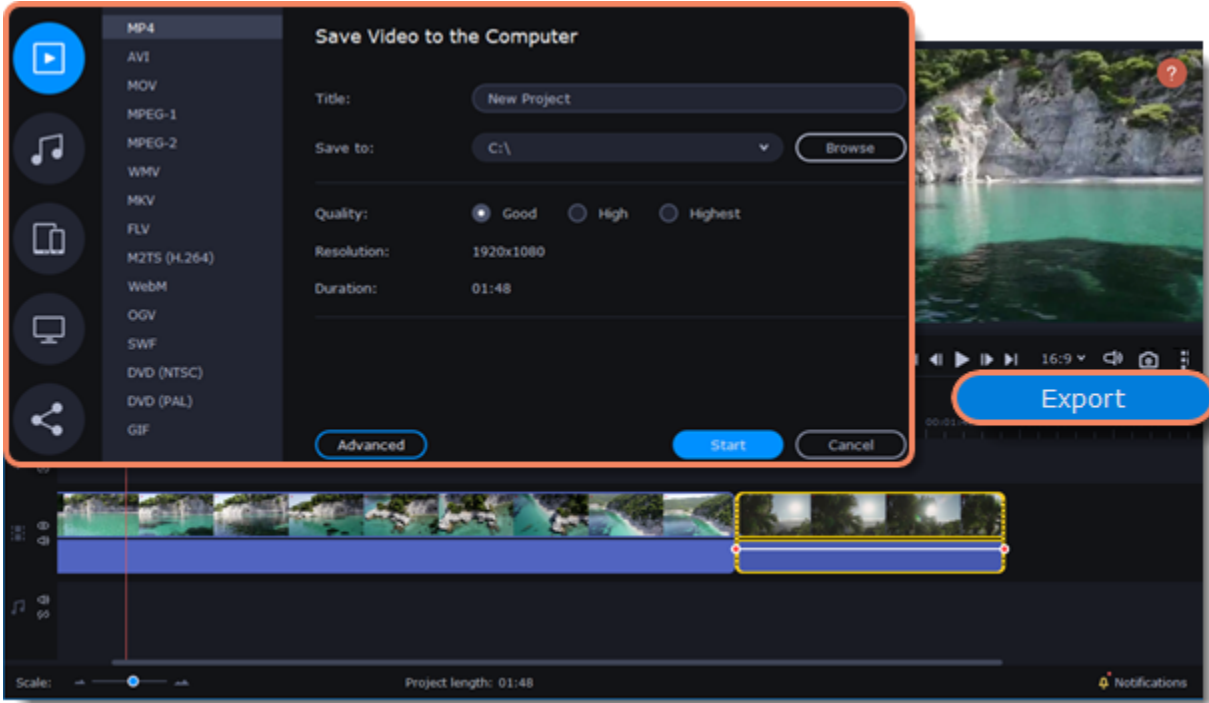 MP4
AVI
MOV
MPEG-1
MPEG-2
WMV
MKV
FLV
M2TS (H.264)
WebM
OGV
SWF
DVD (NTSC)
DVD (PAL)
GIF
Save Video to the Computer
Title: New Project
Save to: C:\ Browse
Quality: Good High Highest
Resolution: 1920x1080
Duration: 01:48
Advanced Start Cancel
?
16:9
Export
Scale: Project length: 01:48 Notifications